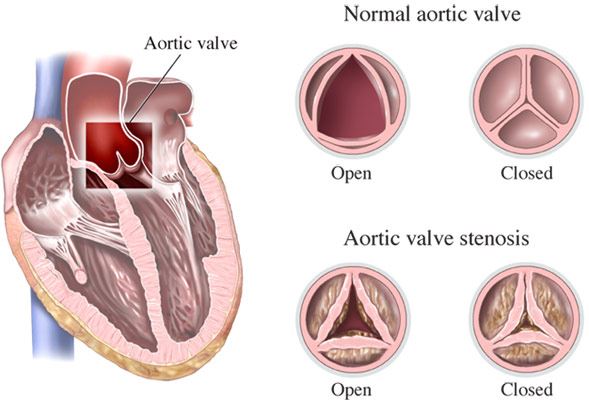 Aortic valve
Normal aortic valve
Open
Closed
Aortic valve stenosis
Open
Closed